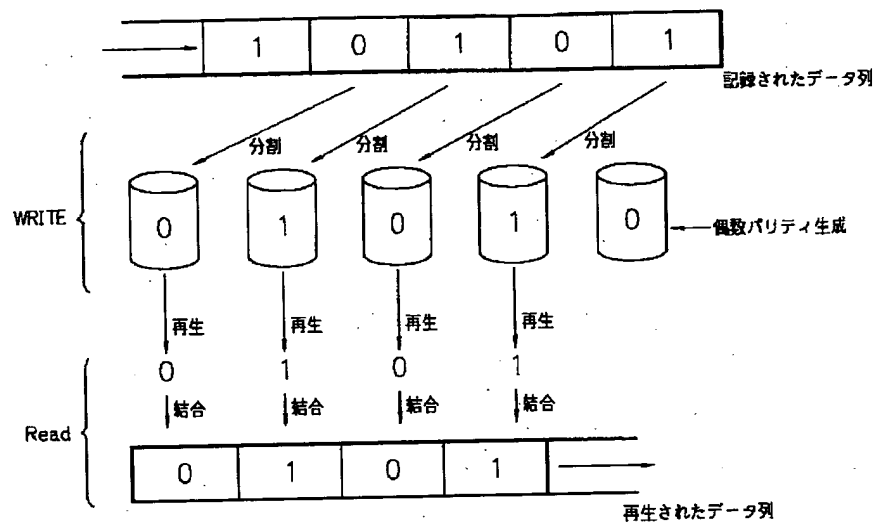 1 0 1 0 1
記録されたデータ列
分割 分割 分割 分割
WRITE
0 1 0 1 0
偶数パリティ生成
再生 再生 再生 再生
0 1 0 1
結合 結合 結合 結合
Read
0 1 0 1
再生されたデータ列